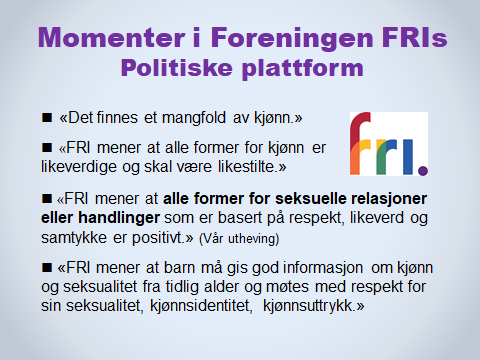 Momenter i Foreningen FRIs
Politiske plattform
■ «Det finnes et mangfold av kjønn.»
■ «FRI mener at alle former for kjønn er
likeverdige og skal være likestilte.»
fri.
■ «FRI mener at alle former for seksuelle relasjoner
eller handlinger som er basert på respekt, likeverd og
samtykke er positivt.» (Vår utheving)
■ «FRI mener at barn må gis god informasjon om kjønn
og seksualitet fra tidlig alder og møtes med respekt for
sin seksualitet, kjønnsidentitet, kjønnsuttrykk.»